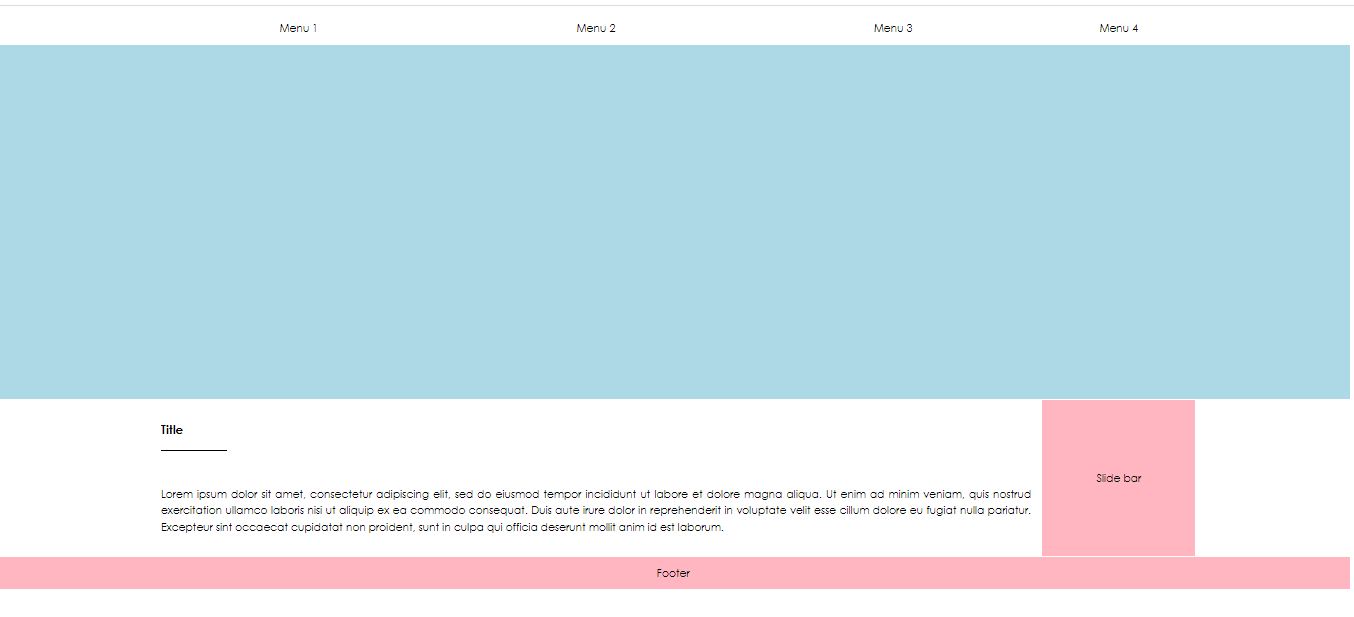 Menu 1 Menu 2 Menu 3 Menu 4
Title
Lorem ipsum dolor sit amet, consectetur adipiscing elit, sed do eiusmod tempor incididunt ut labore et dolore magna aliqua. Ut enim ad minim veniam, quis nostrud
exercitation ullamco laboris nisi ut aliquip ex ea commodo consequat. Duis aute irure dolor in reprehenderit in voluptate velit esse cillum dolore eu fugiat nulla pariatur.
Excepteur sint occaecat cupidatat non proident, sunt in culpa qui officia deserunt mollit anim id est laborum.
Slide bar
Footer